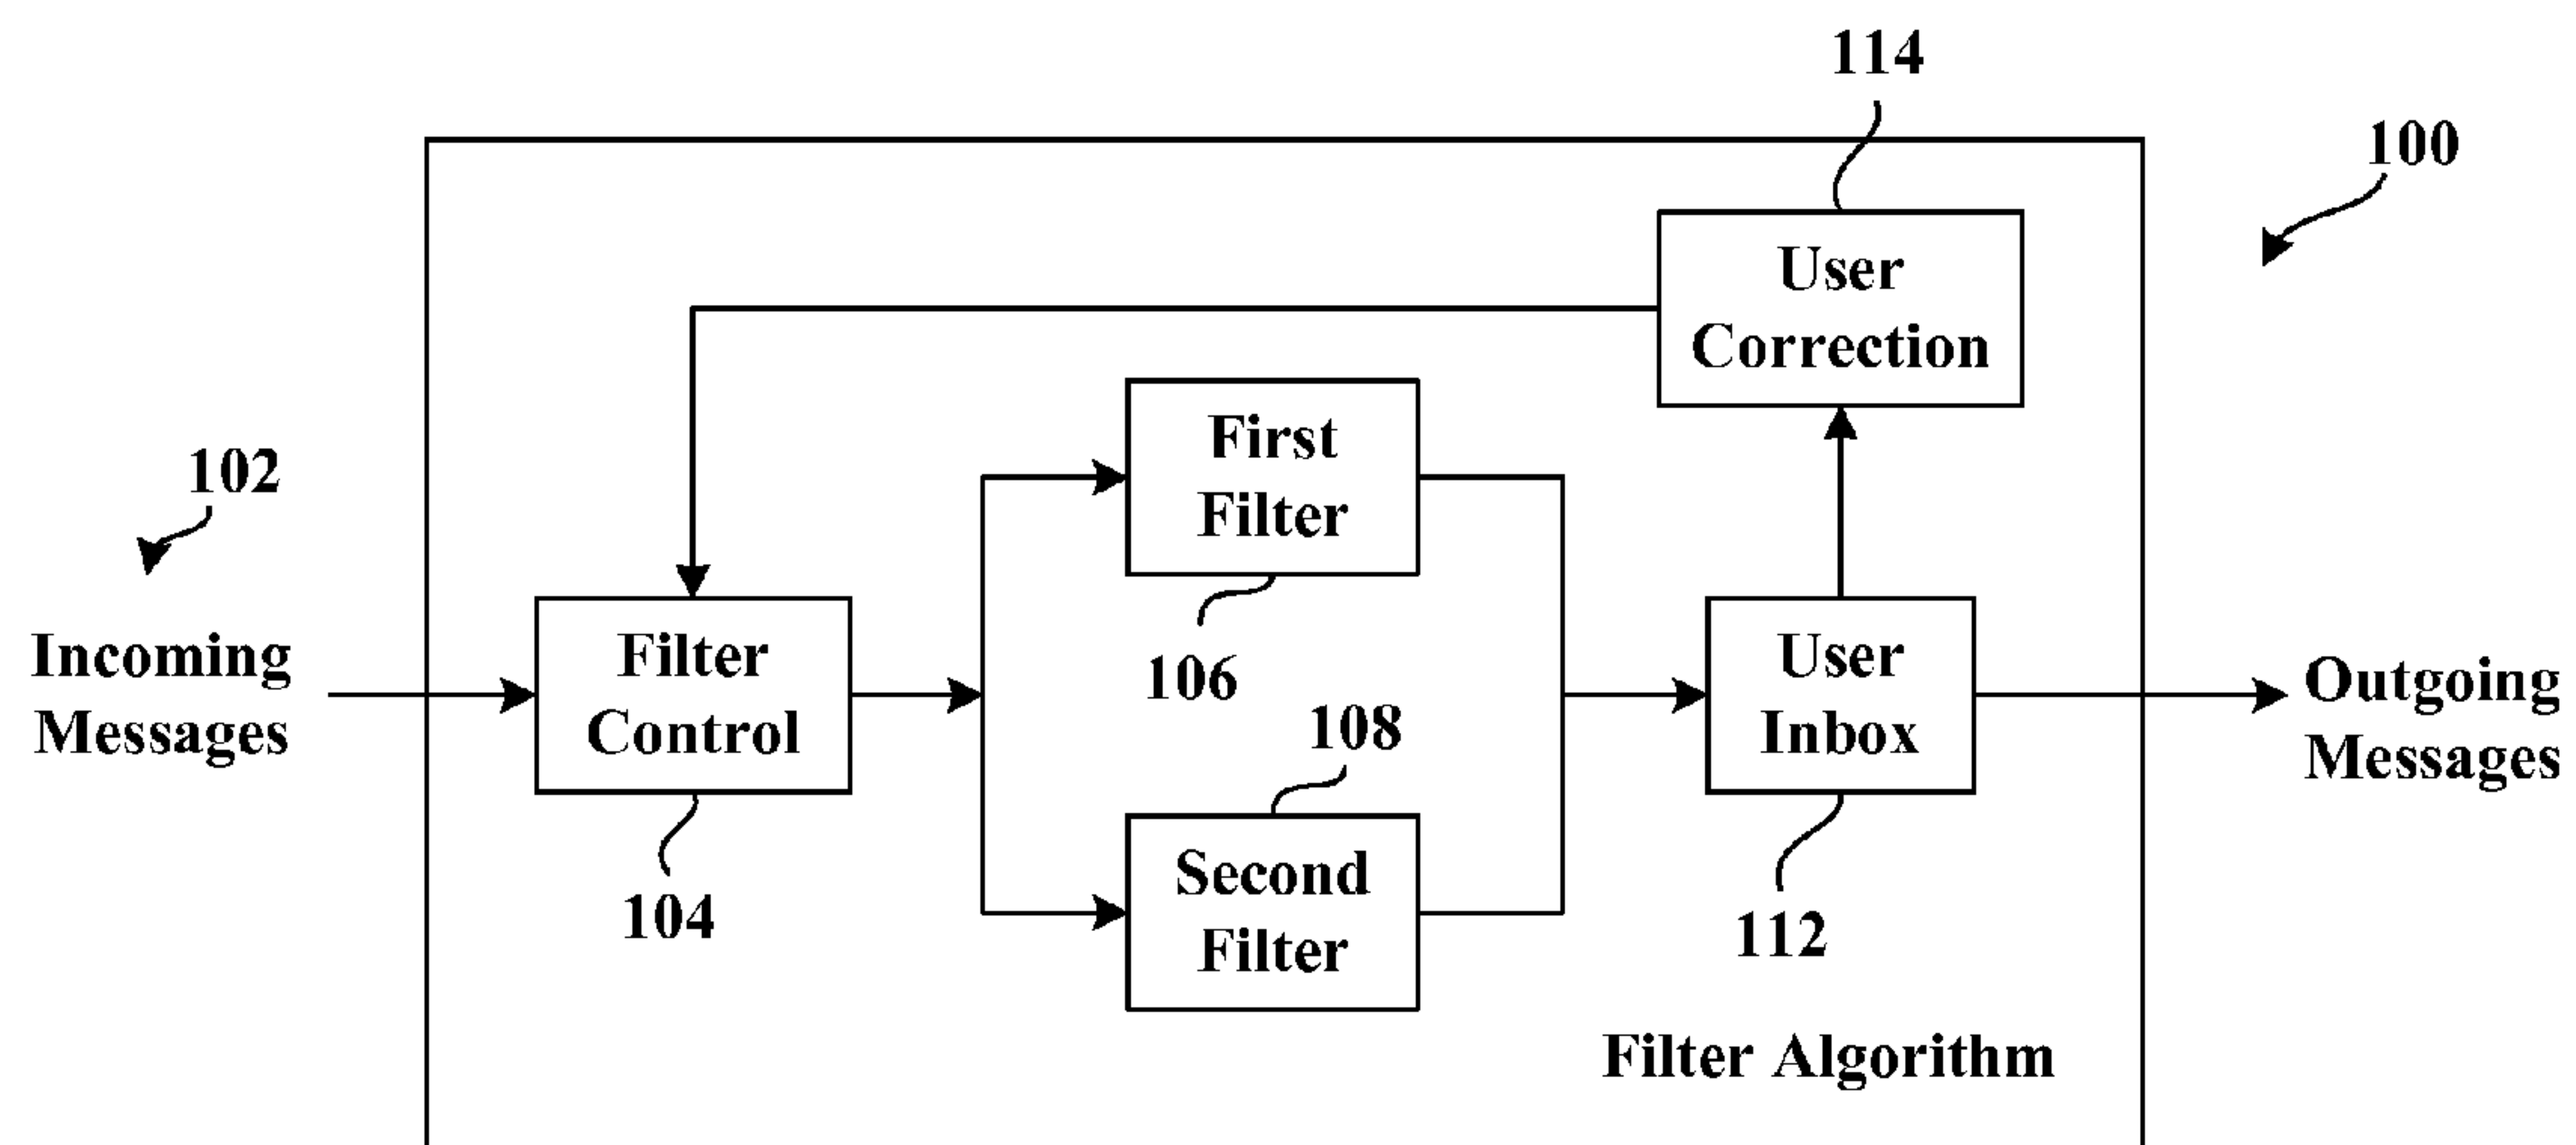 114
100
User
Correction
First
Filter
102
106
Incoming
Messages
Filter
Control
108
User
Inbox
Outgoing
Messages
Second
Filter
104
112
Filter Algorithm